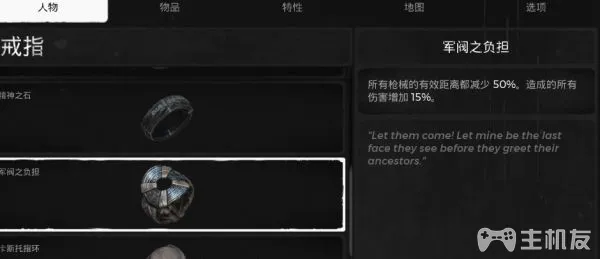 人物 物品 特性 地图 选项
戒指
军阀之负担
精神之石
所有枪械的有效距离都减少 50%。造成的所有
伤害增加 15%。
"Let them come! Let mine be the last
face they see before they greet their
ancestors."
军阀之负担
卡斯托指环
主机友